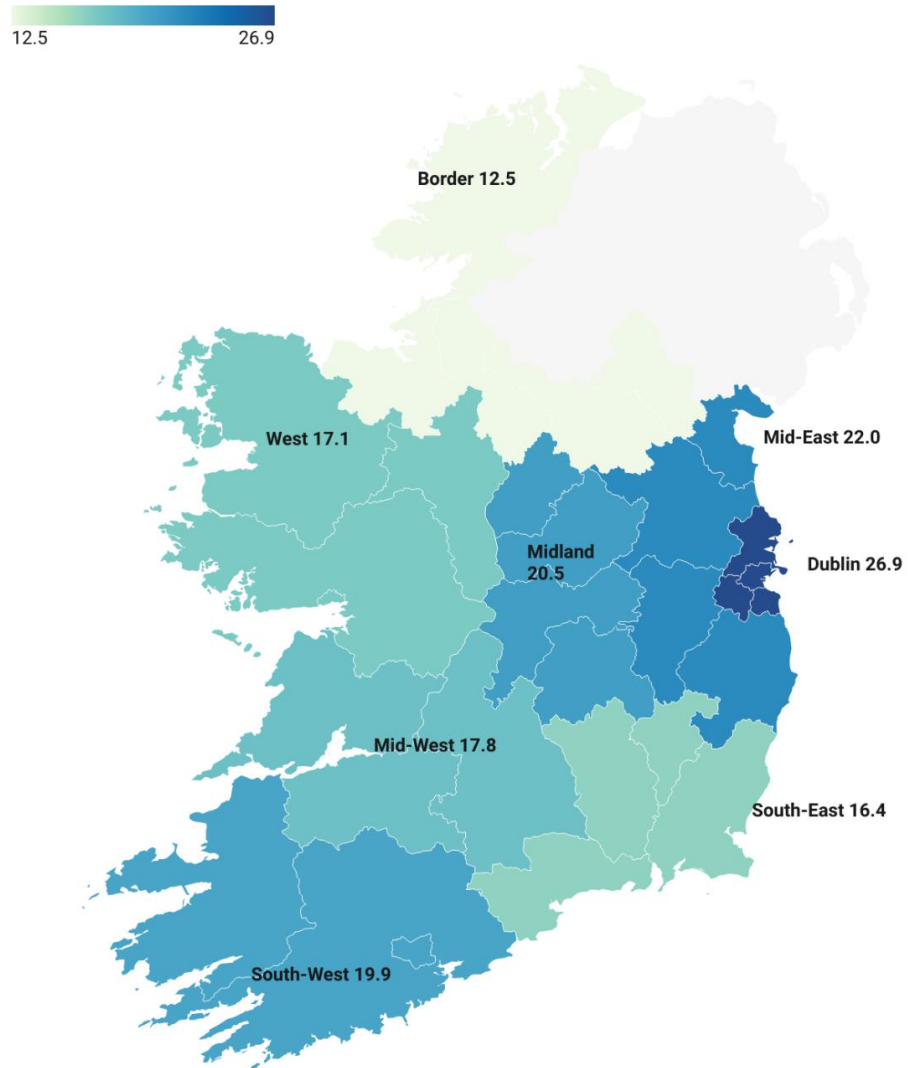 12.5 26.9
Border 12.5
West 17.1
Mid-East 22.0
Midland
20.5
Dublin 26.9
Mid-West 17.8
South-East 16.4
South-West 19.9